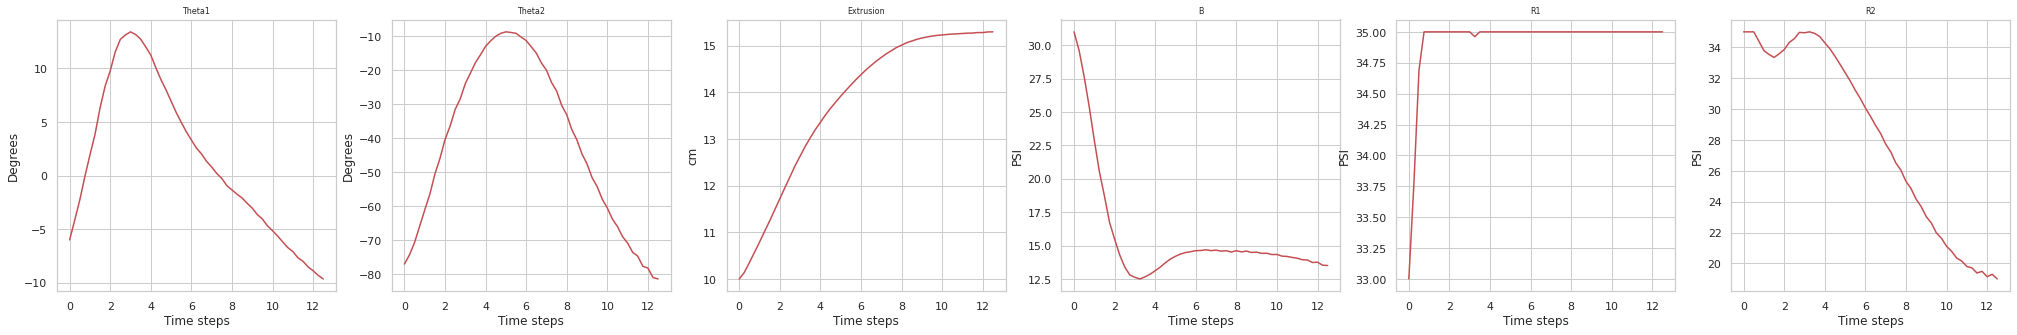 Theta1
Degrees
10
5
0
−5
−10
0 2 4 6 8 10 12
Time steps
Theta2
Degrees
−10
−20
−30
−40
−50
−60
−70
−80
0 2 4 6 8 10 12
Time steps
Extrusion
cm
15
14
13
12
11
10
0 2 4 6 8 10 12
Time steps
B
PSI
30.0
27.5
25.0
22.5
20.0
17.5
15.0
12.5
0 2 4 6 8 10 12
Time steps
R1
PSI
35.00
34.75
34.50
34.25
34.00
33.75
33.50
33.25
33.00
0 2 4 6 8 10 12
Time steps
R2
PSI
34
32
30
28
26
24
22
20
0 2 4 6 8 10 12
Time steps